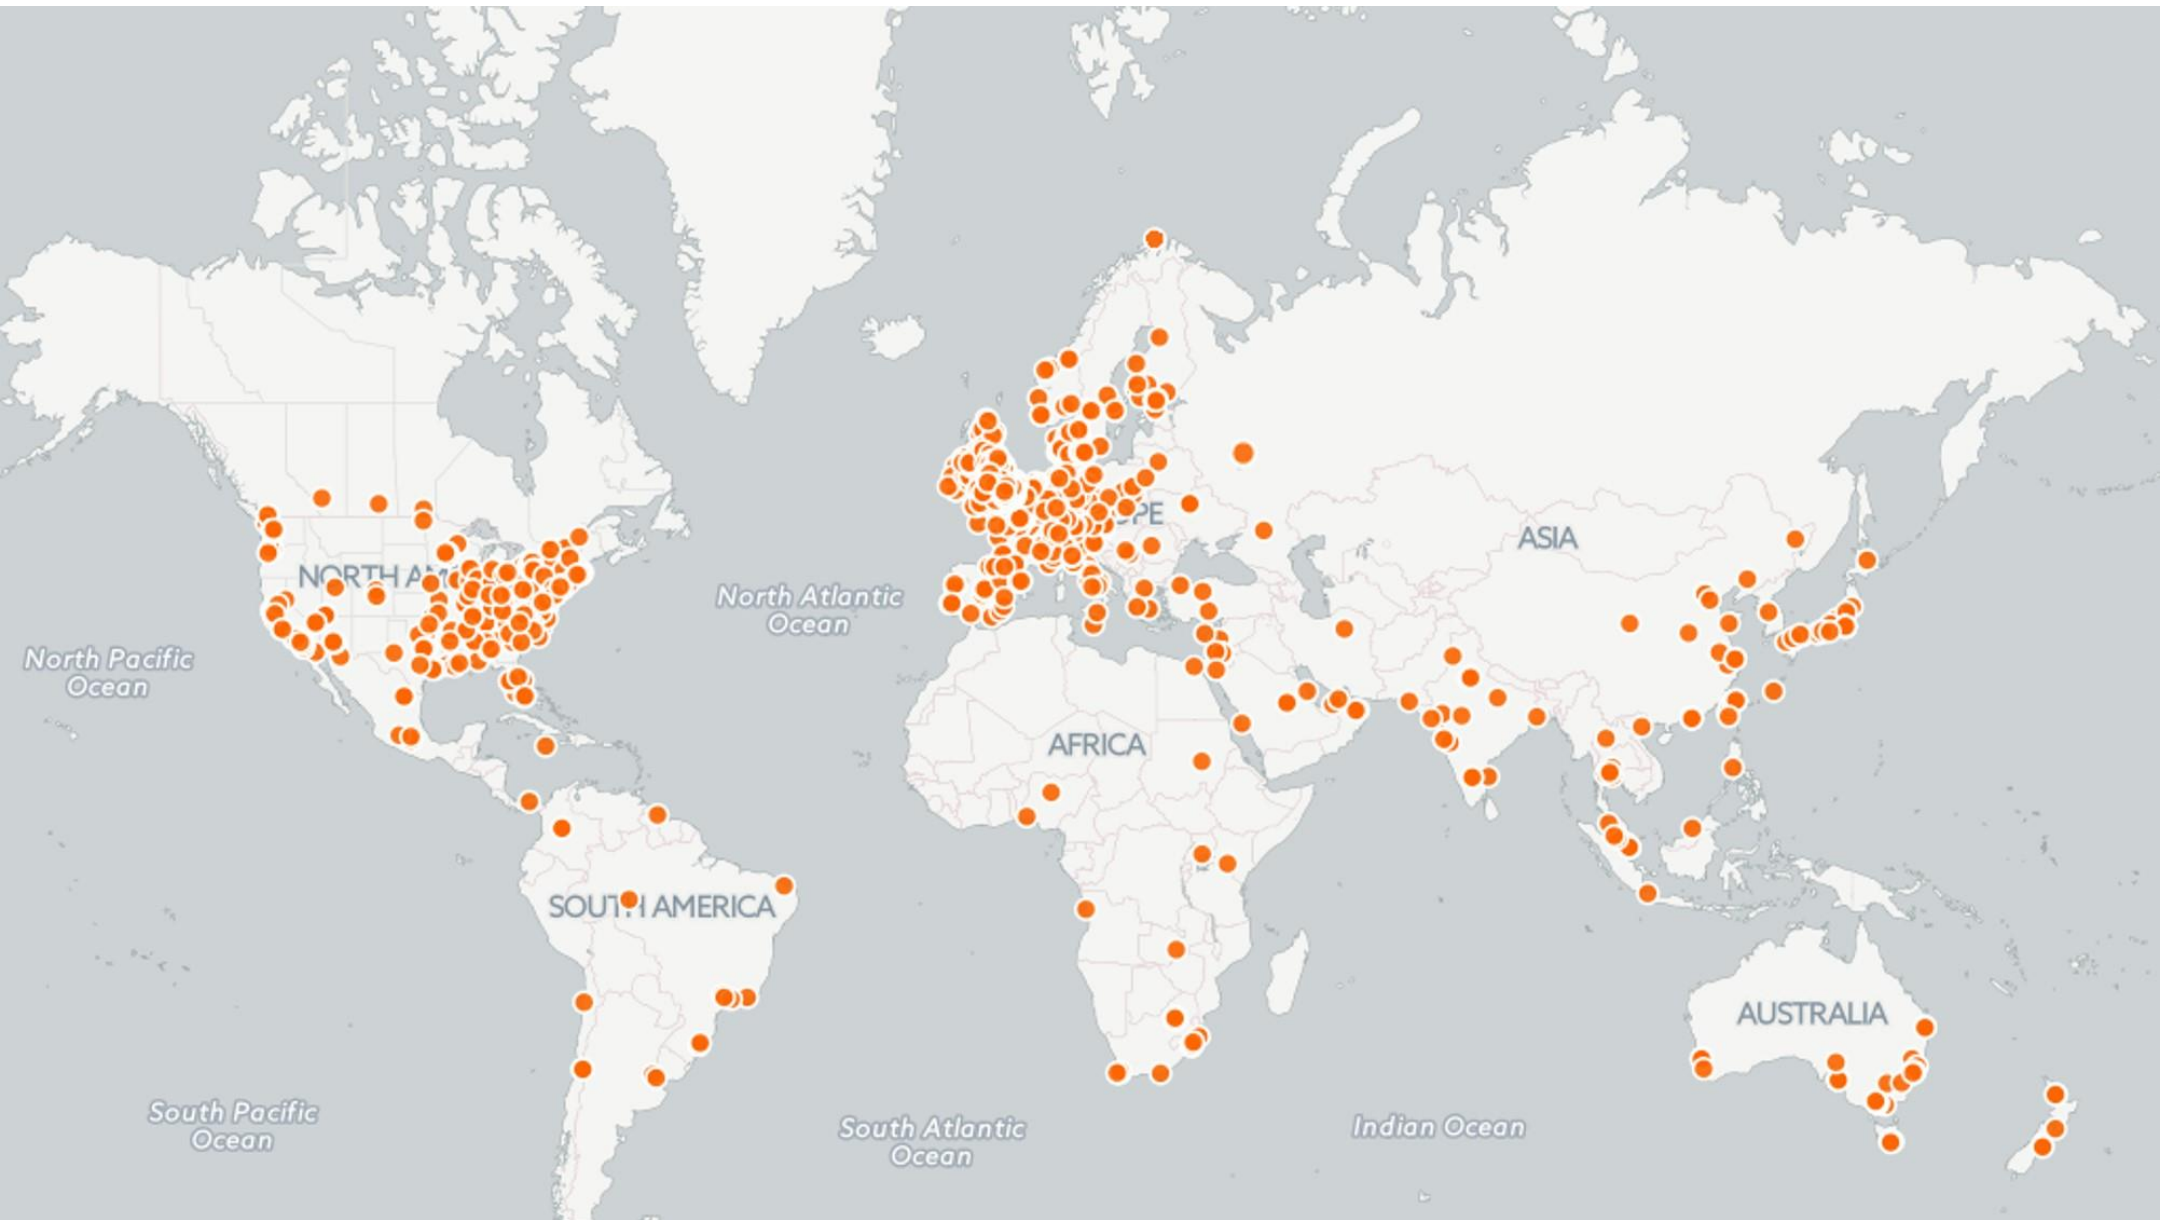 NORTH AM
North Atlantic
Ocean
North Pacific
Ocean
OPE
ASIA
AFRICA
SOUTH AMERICA
AUSTRALIA
South Pacific
Ocean
South Atlantic
Ocean
Indian Ocean